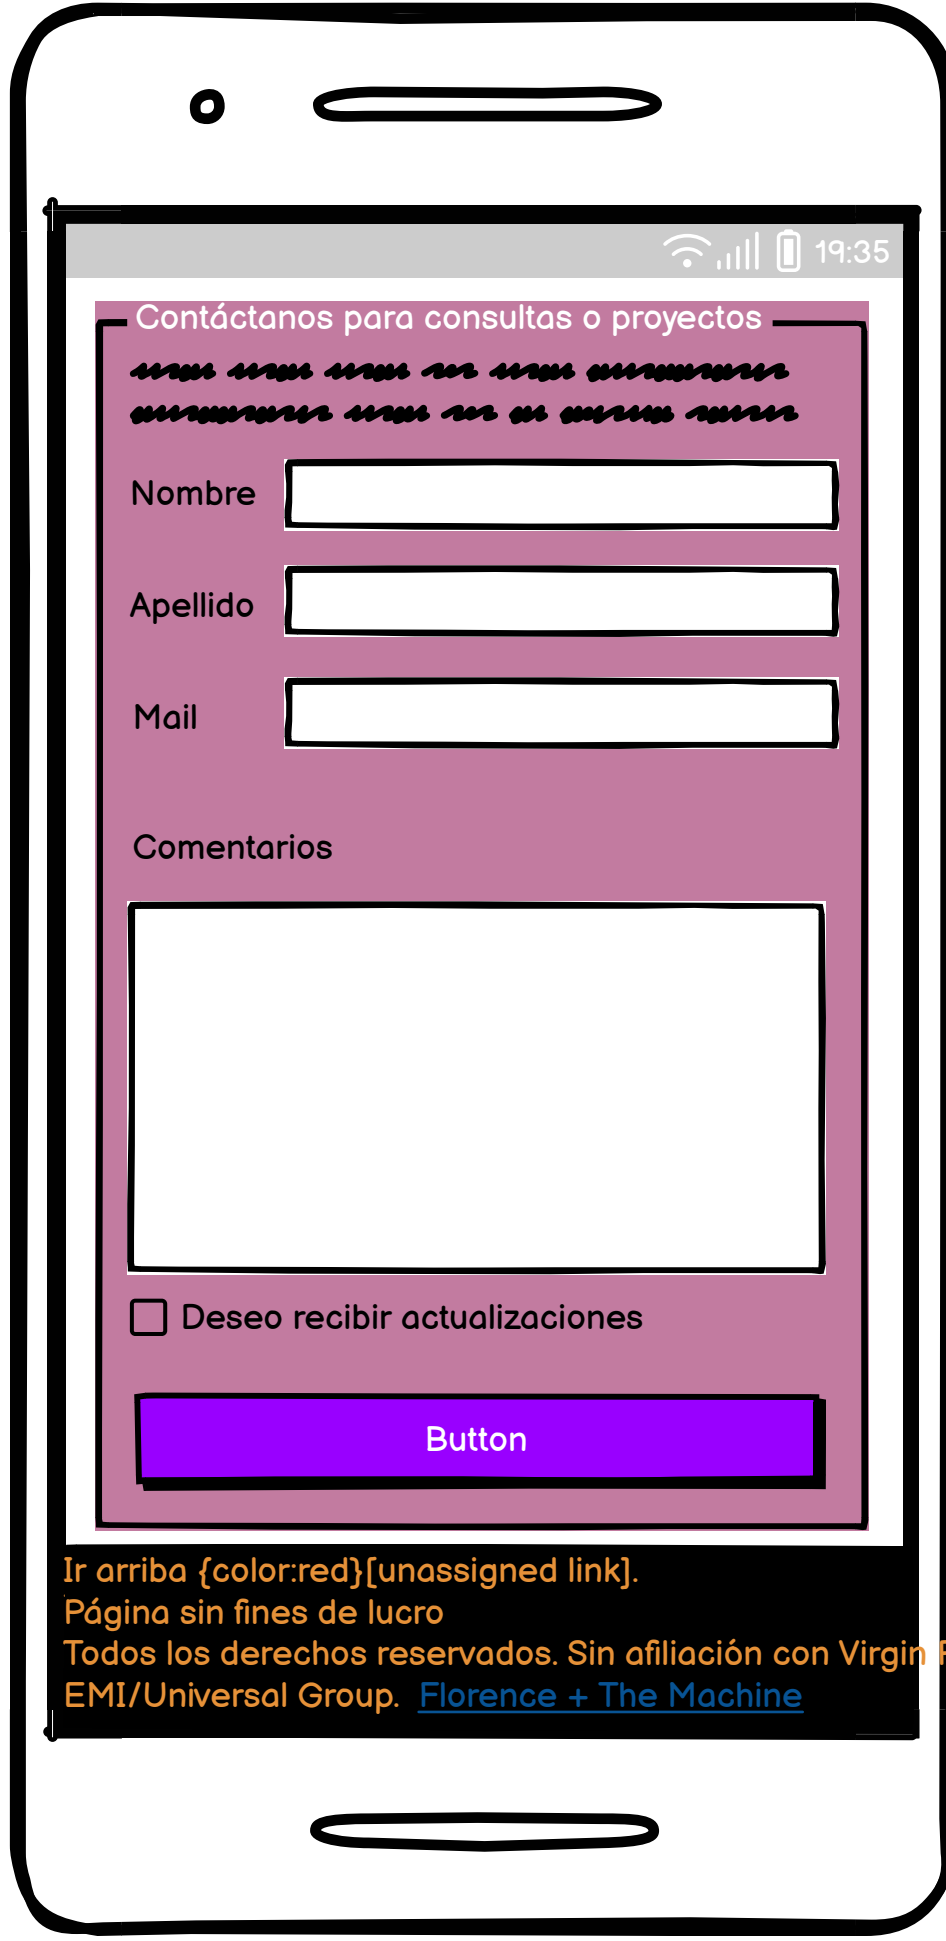 19:35
Contáctanos para consultas o proyectos
Nombre
Apellido
Mail
Comentarios
Deseo recibir actualizaciones
Button
Ir arriba {color:red}[unassigned link].
Página sin fines de lucro
Todos los derechos reservados. Sin afiliación con Virgin
EMI/Universal Group. Florence + The Machine